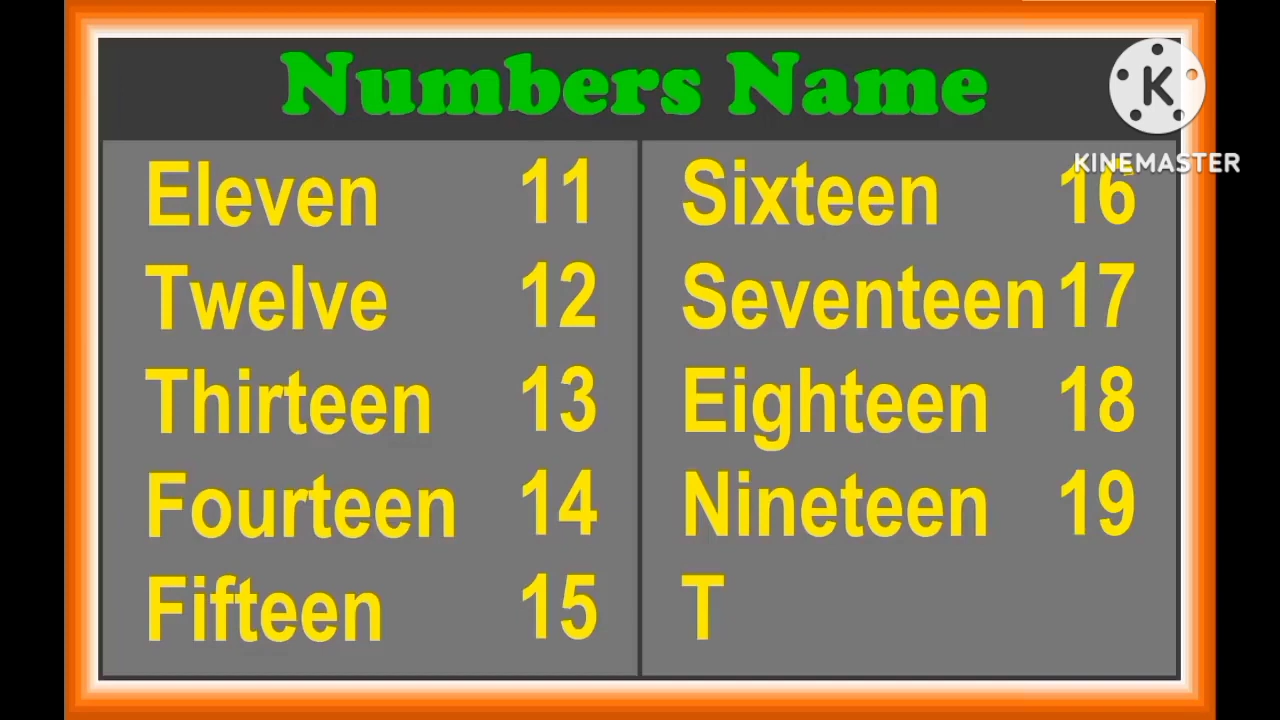 Numbers Name
K
KINEMASTER
Eleven 11
Twelve 12
Thirteen 13
Fourteen 14
Fifteen 15
Sixteen 16
Seventeen 17
Eighteen 18
Nineteen 19
T